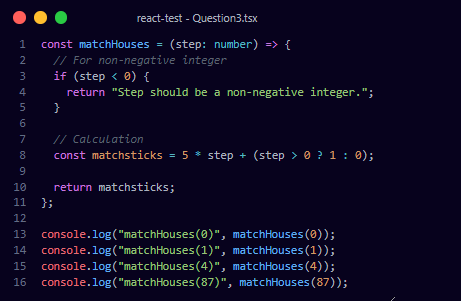 react-test - Question3.tsx
1 const matchHouses = (step: number) => {
2 // For non-negative integer
3 if (step < 0) {
4 return "Step should be a non-negative integer.";
5 }
6
7 // Calculation
8 const matchsticks = 5 * step + (step > 0 ? 1 : 0);
9
10 return matchsticks;
11 };
12
13 console.log("matchHouses(0)", matchHouses(0));
14 console.log("matchHouses(1)", matchHouses(1));
15 console.log("matchHouses(4)", matchHouses(4));
16 console.log("matchHouses(87)", matchHouses(87));